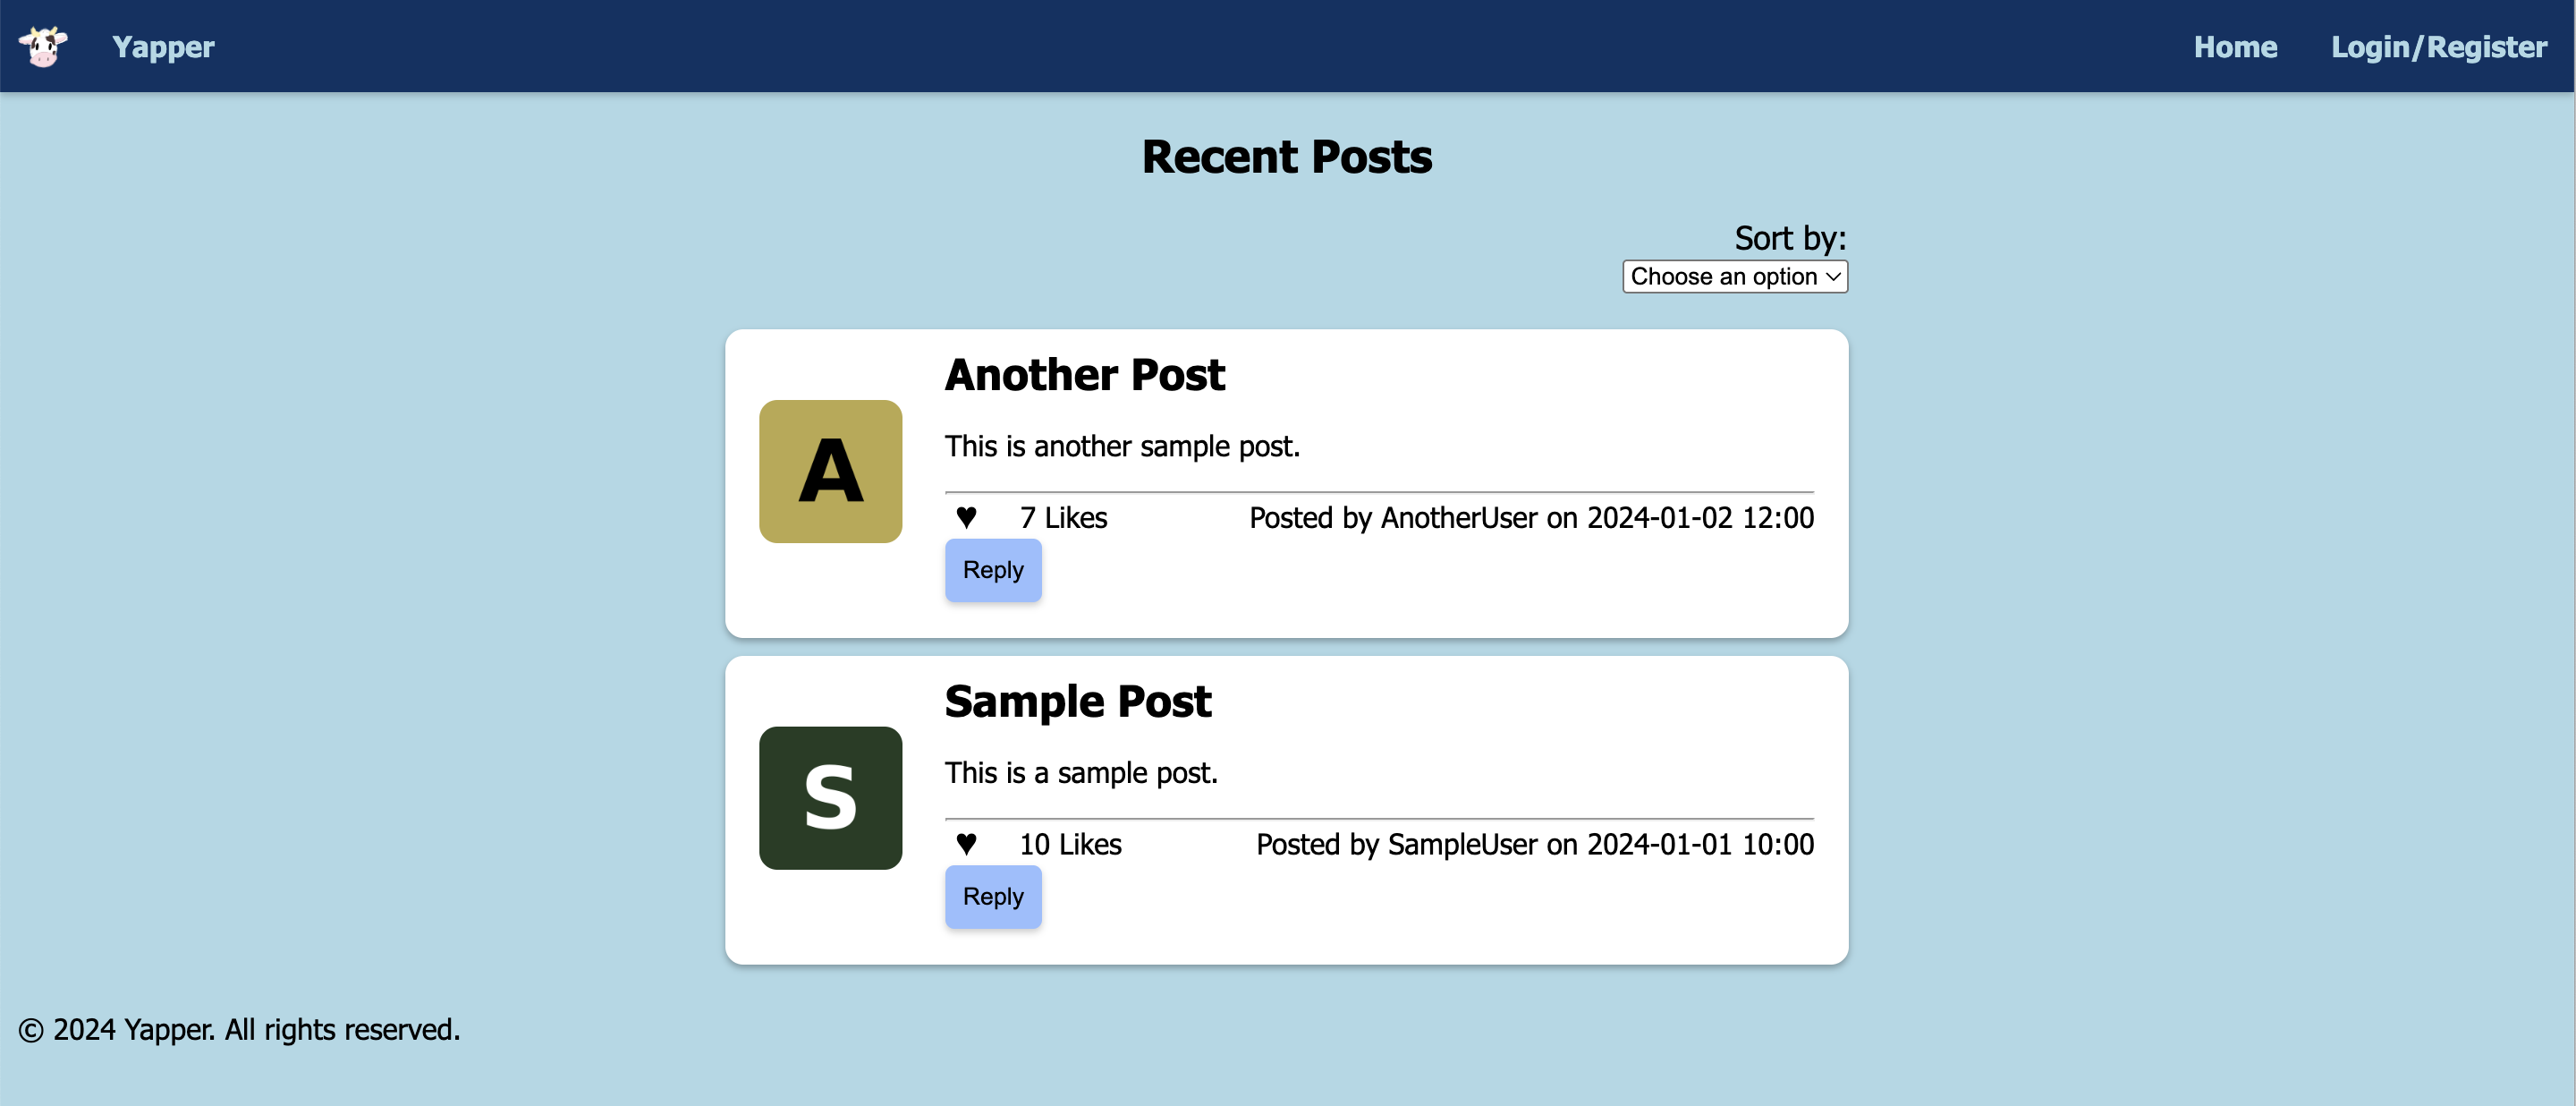 Yapper
Home
Login/Register
Recent Posts
Sort by:
Choose an option
Another Post
A
This is another sample post.
♥ 7 Likes Posted by AnotherUser on 2024-01-02 12:00
Reply
Sample Post
S
This is a sample post.
♥ 10 Likes Posted by SampleUser on 2024-01-01 10:00
Reply
© 2024 Yapper. All rights reserved.